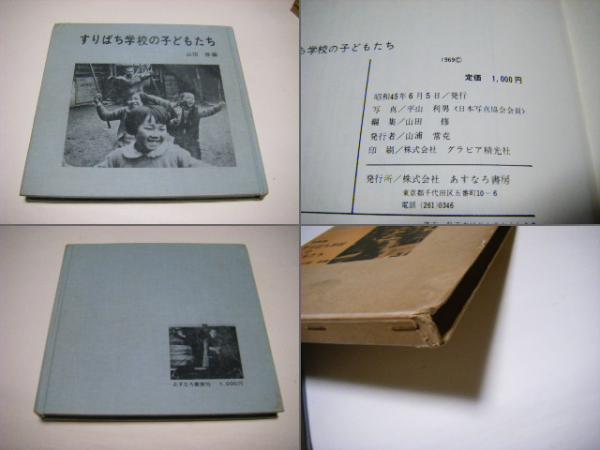 すりばち学校の子どもたち
山田 修編
学校の子どもたち
1969©
定価 1,000円
昭和45年6月5日/発行
写 真/平山 利男〈日本写真協会会員〉
編 集/山田 修
発行者/山浦 常克
印 刷/株式会社 グラビア精光社
発行所/株式会社 あすなろ書房
東京都千代田区五番町10-6
電話 (261)0346
あすなろ書房刊 1,000円